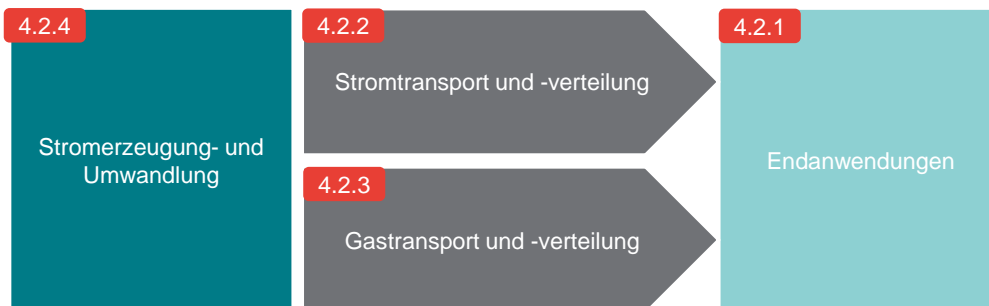 4.2.4
Stromerzeugung- und
Umwandlung
4.2.2
Stromtransport und -verteilung
4.2.3
Gastransport und -verteilung
4.2.1
Endanwendungen